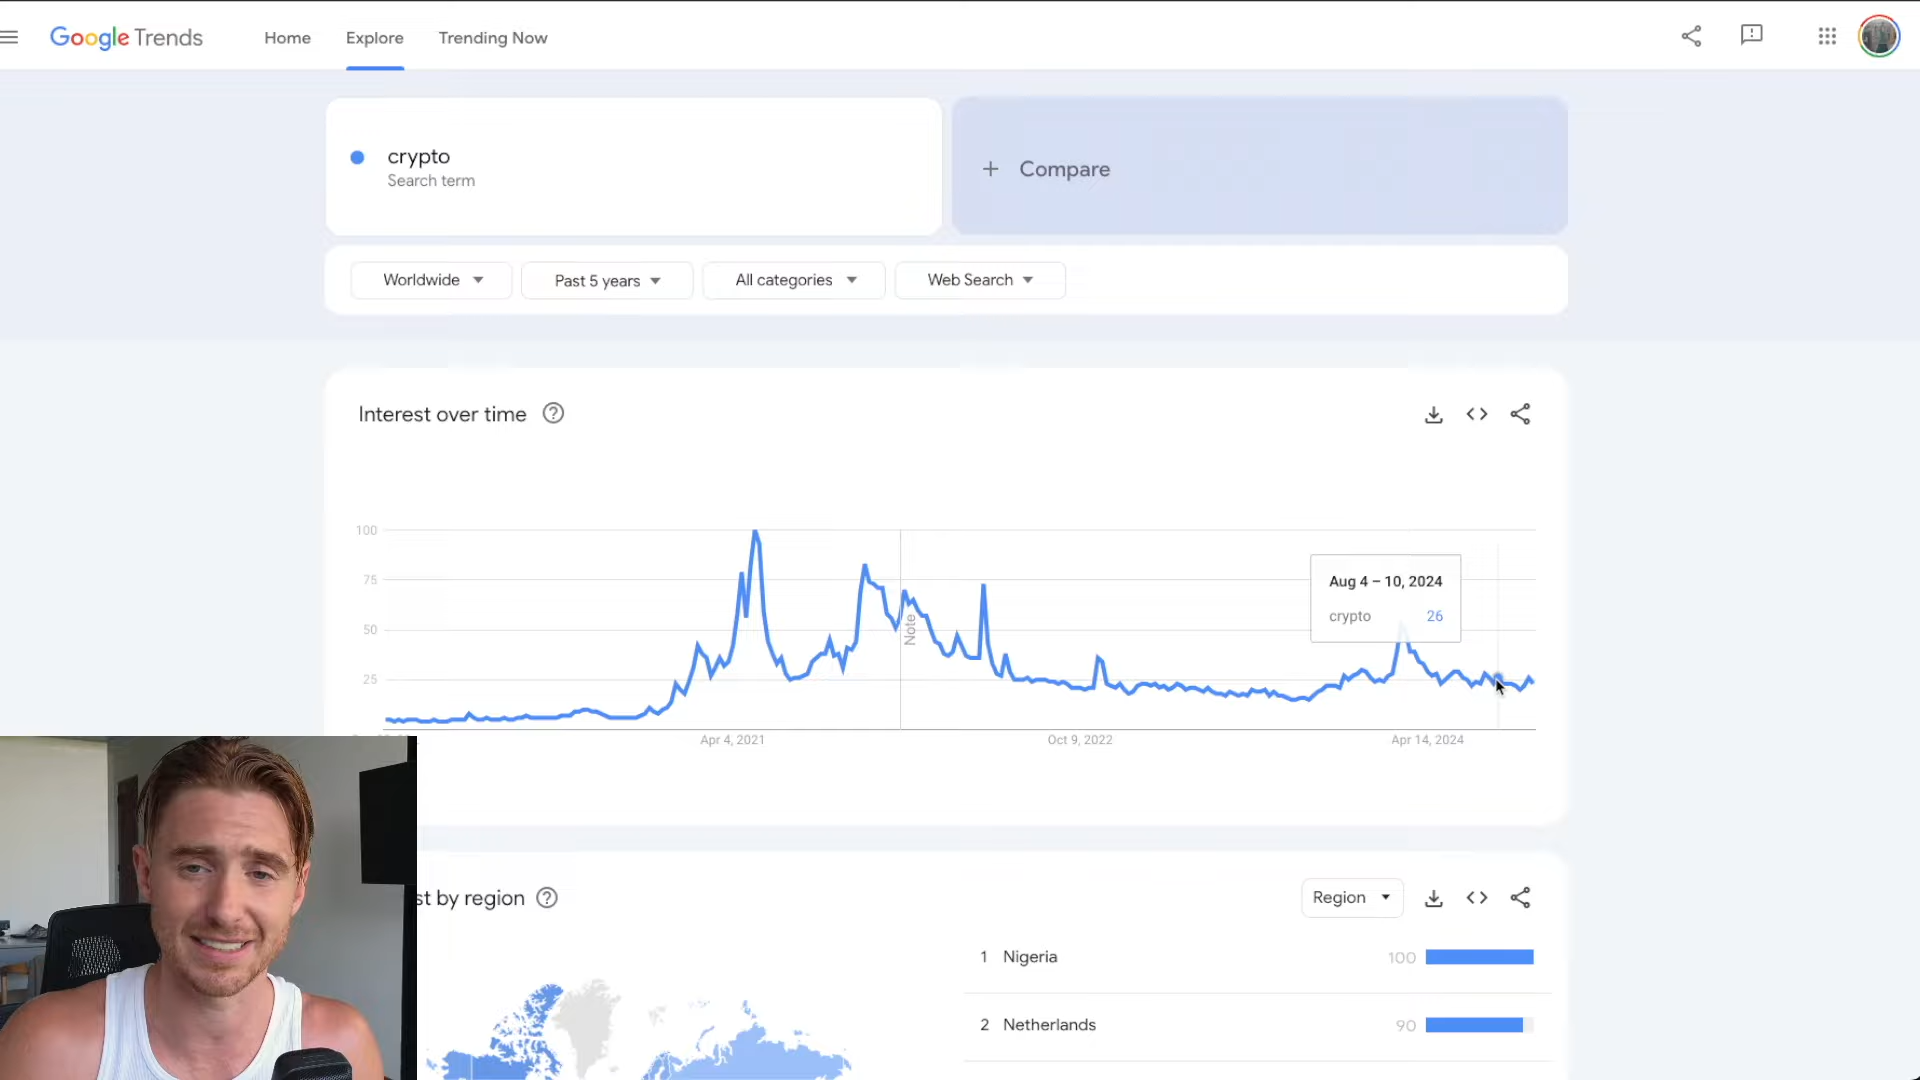 Google Trends
Home
Explore
Trending Now
crypto
Search term
+ Compare
Worldwide
Past 5 years
All categories
Web Search
Interest over time
100
75
50
25
Note
Aug 4 – 10, 2024
crypto 26
Apr 4, 2021
Oct 9, 2022
Apr 14, 2024
st by region
Region
1 Nigeria 100
2 Netherlands 90